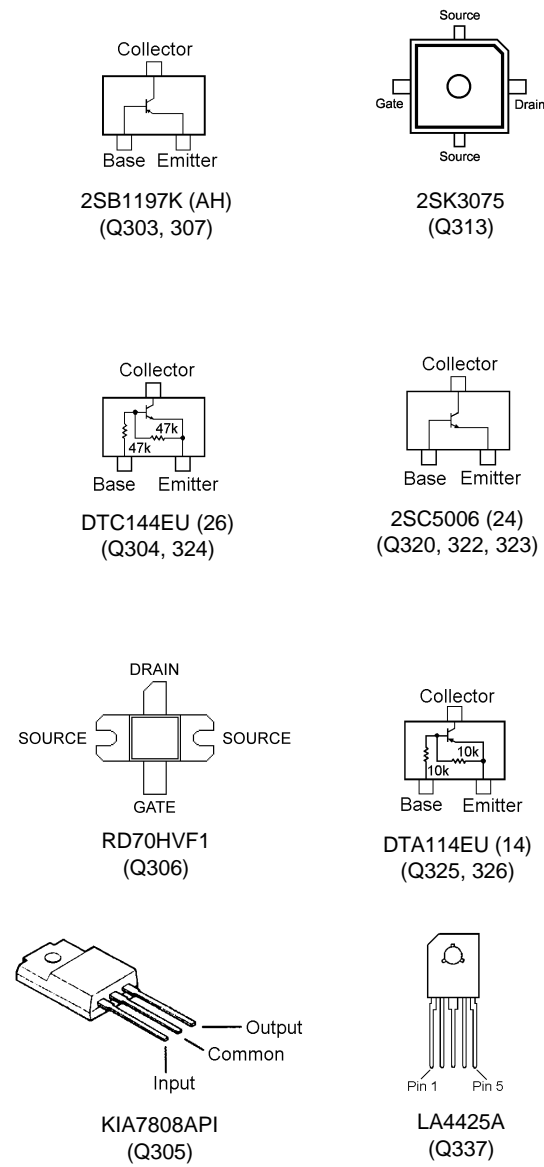 Collector
Base Emitter
2SB1197K (AH)
(Q303, 307)
Source
Gate
Drain
Source
2SK3075
(Q313)
Collector
47k
47k
Base Emitter
DTC144EU (26)
(Q304, 324)
Collector
Base Emitter
2SC5006 (24)
(Q320, 322, 323)
DRAIN
SOURCE
SOURCE
GATE
RD70HVF1
(Q306)
Collector
10k
10k
Base Emitter
DTA114EU (14)
(Q325, 326)
Output
Common
Input
KIA7808API
(Q305)
Pin 1
Pin 5
LA4425A
(Q337)